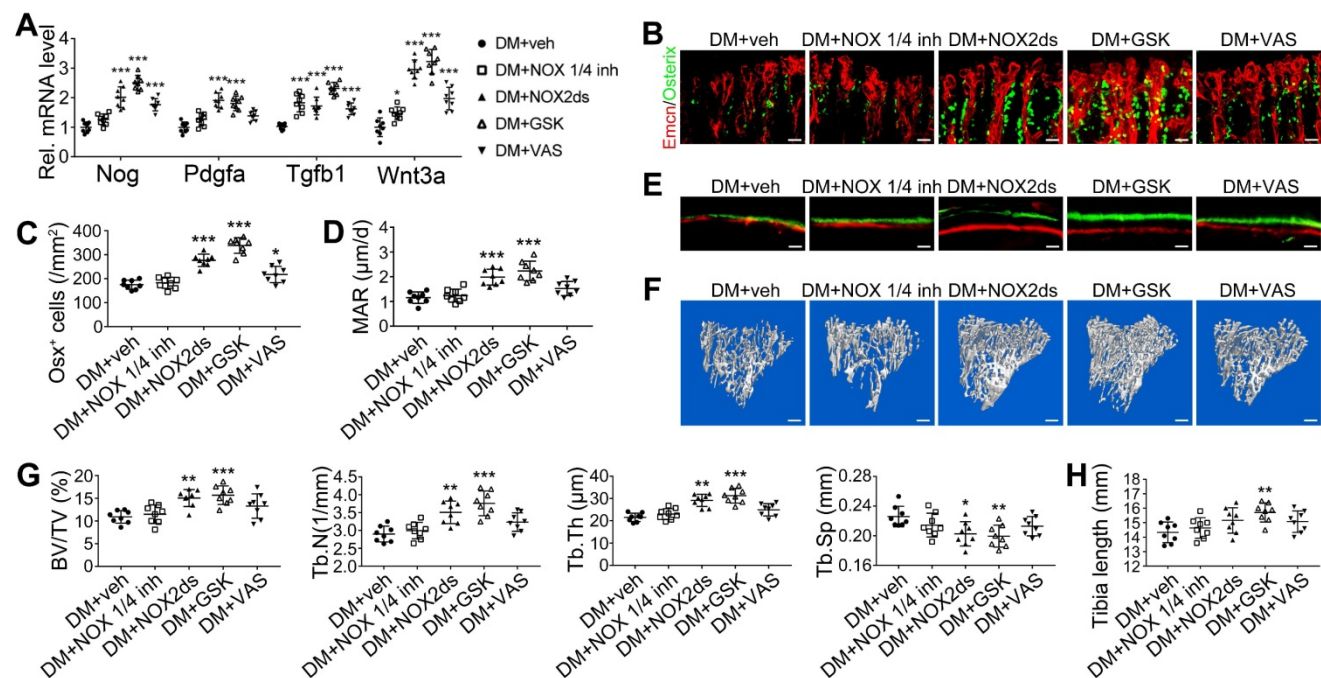 A
Rel. mRNA level
4
3
2
1
0
*** *** *** *** *** *** *** *** *** * *** *** ***
Nog Pdgfa Tgfb1 Wnt3a
DM+veh
DM+NOX 1/4 inh
DM+NOX2ds
DM+GSK
DM+VAS
B
Emcn/Osterix
DM+veh DM+NOX 1/4 inh DM+NOX2ds DM+GSK DM+VAS
E
DM+veh DM+NOX 1/4 inh DM+NOX2ds DM+GSK DM+VAS
C
Osx+ cells (/mm²)
400
300
200
100
0
*** *** *
DM+veh
DM+NOX 1/4 inh
DM+NOX2ds
DM+GSK
DM+VAS
D
MAR (μm/d)
4
3
2
1
0
*** ***
DM+veh
DM+NOX 1/4 inh
DM+NOX2ds
DM+GSK
DM+VAS
F
DM+veh DM+NOX 1/4 inh DM+NOX2ds DM+GSK DM+VAS
G
BV/TV (%)
20
15
10
5
0
** ***
DM+veh
DM+NOX 1/4 inh
DM+NOX2ds
DM+GSK
DM+VAS
Tb.N(1/mm)
4.5
4.0
3.5
3.0
2.5
2.0
** ***
DM+veh
DM+NOX 1/4 inh
DM+NOX2ds
DM+GSK
DM+VAS
Tb.Th (μm)
40
30
20
10
0
** ***
DM+veh
DM+NOX 1/4 inh
DM+NOX2ds
DM+GSK
DM+VAS
Tb.Sp (mm)
0.28
0.24
0.20
0.16
* **
DM+veh
DM+NOX 1/4 inh
DM+NOX2ds
DM+GSK
DM+VAS
H
Tibia length (mm)
18
17
16
15
14
13
12
**
DM+veh
DM+NOX 1/4 inh
DM+NOX2ds
DM+GSK
DM+VAS